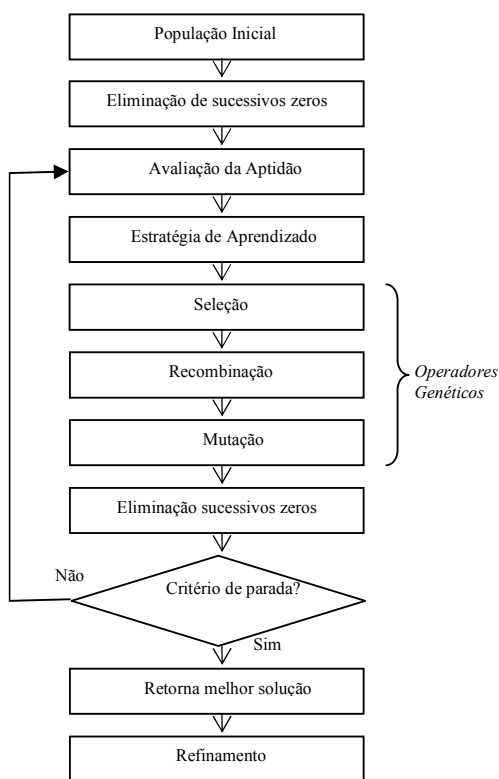 População Inicial
Eliminação de sucessivos zeros
Avaliação da Aptidão
Estratégia de Aprendizado
Seleção
Recombinação
Operadores
Genéticos
Mutação
Eliminação sucessivos zeros
Não
Critério de parada?
Sim
Retorna melhor solução
Refinamento